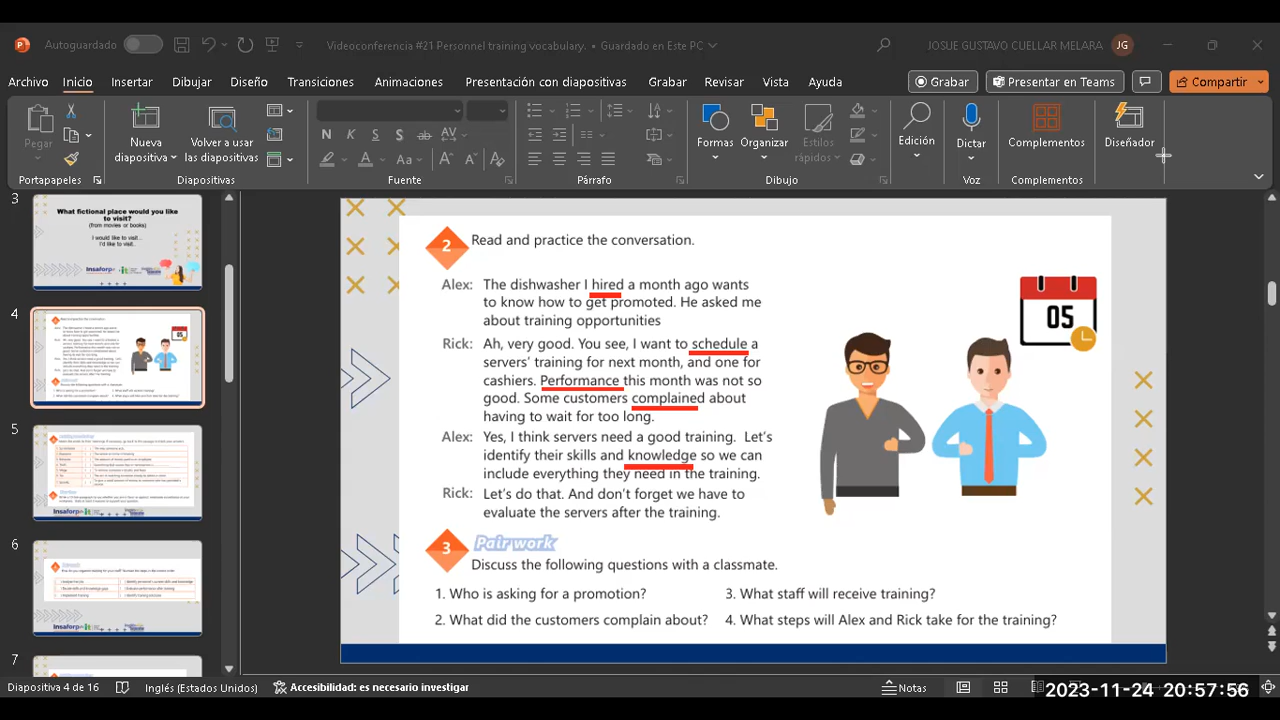 Autoguardado
Videoconferencia #21 Personnel training vocabulary. • Guardado en Este PC
JOSUE GUSTAVO CUELLAR MELARA
JG
Archivo Inicio Insertar Dibujar Diseño Transiciones Animaciones Presentación con diapositivas Grabar Revisar Vista Ayuda
Grabar
Presentar en Teams
Compartir
Pegar
Nueva diapositiva
Volver a usar las diapositivas
N K S S ab AV
A Aa A A A
Formas Organizar Estilos rápidos
Edición
Dictar
Complementos
Diseñador
Portapapeles Diapositivas Fuente Párrafo Dibujo Voz Complementos
3
What fictional place would you like
to visit?
(from movies or books)
I would like to visit...
I'd like to visit..
Insaforp
4
5
Insaforp
6
Insaforp
7
2
Read and practice the conversation.
Alex: The dishwasher I hired a month ago wants
to know how to get promoted. He asked me
about training opportunities
Rick: Ah, very good. You see, I want to schedule a
servers' training for next month, and one for
cashiers. Performance this month was not so
good. Some customers complained about
having to wait for too long.
Alex: Yes, I think servers need a good training. Lets
identify their skills and knowledge so we can
include everything they need in the training.
Rick: Let's do that. And don't forget we have to
evaluate the servers after the training.
05
3
Pair work
Discuss the following questions with a classmate.
1. Who is asking for a promotion?
2. What did the customers complain about?
3. What staff will receive training?
4. What steps will Alex and Rick take for the training?
Diapositiva 4 de 16
Inglés (Estados Unidos)
Accesibilidad: es necesario investigar
Notas
2023-11-24 20:57:56